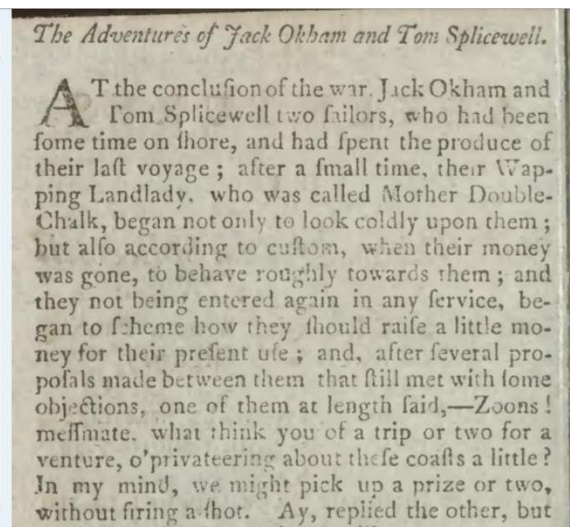 The Adventures of Jack Okham and Tom Splicewell.
AT the conclusion of the war. Jack Okham and
Tom Splicewell two sailors, who had been
ſome time on ſhore, and had ſpent the produce of
their laſt voyage ; after a ſmall time, their Wap-
ping Landlady. who was called Mother Double-
Chalk, began not only to look coldly upon them ;
but alſo according to cuſtom, when their money
was gone, to behave roughly towards them ; and
they not being entered again in any ſervice, be-
gan to ſcheme how they ſhould raiſe a little mo-
ney for their preſent uſe ; and, after ſeveral pro-
poſals made between them that ſtill met with ſome
objections, one of them at length ſaid,—Zoons !
meſſmate. what think you of a trip or two for a
venture, o'privateering about theſe coaſts a little ?
In my mind, we might pick up a prize or two,
without firing a ſhot. Ay, replied the other, but